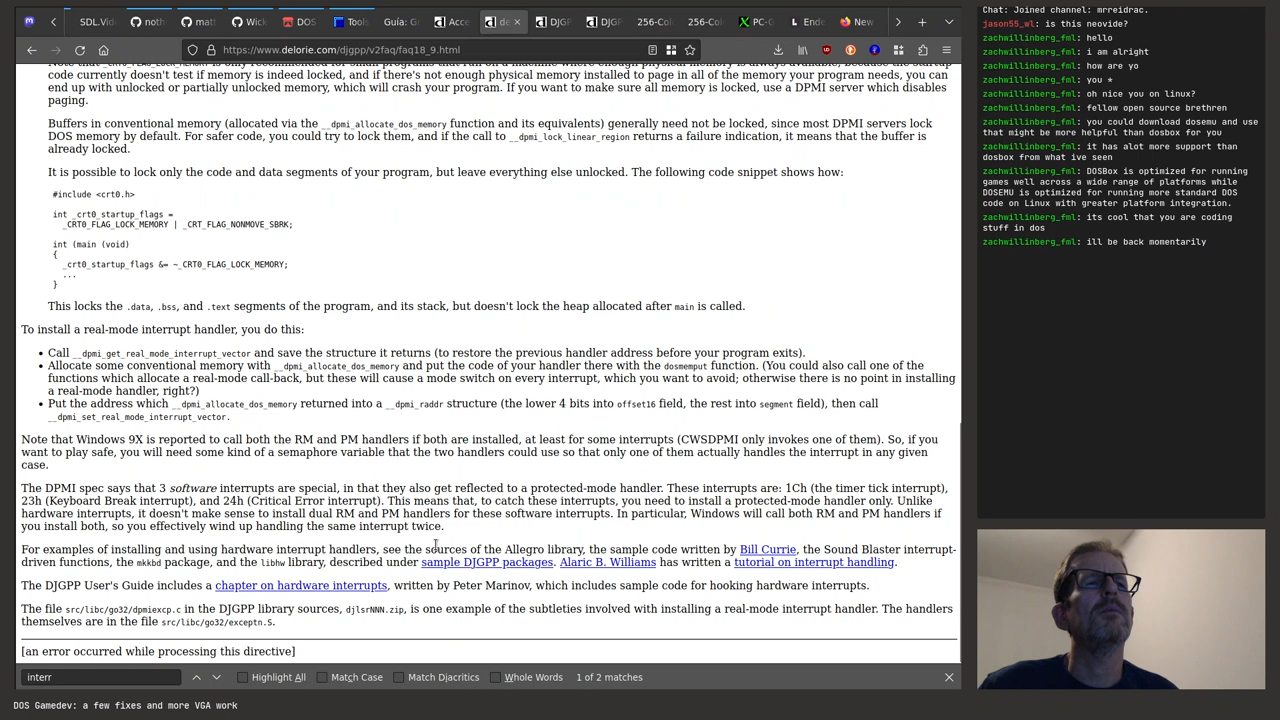 SDL.Vide
noth
matt
Wick
DOS
Tools
Guía: G
Acce
de
DJGP
DJGP
256-Col
256-Col
PC-C
Ende
New
https://www.delorie.com/djgpp/v2faq/faq18_9.html
code currently doesn't test if memory is indeed locked, and if there's not enough physical memory installed to page in all of the memory your program needs, you can
end up with unlocked or partially unlocked memory, which will crash your program. If you want to make sure all memory is locked, use a DPMI server which disables
paging.
Buffers in conventional memory (allocated via the __dpmi_allocate_dos_memory function and its equivalents) generally need not be locked, since most DPMI servers lock
DOS memory by default. For safer code, you could try to lock them, and if the call to __dpmi_lock_linear_region returns a failure indication, it means that the buffer is
already locked.
It is possible to lock only the code and data segments of your program, but leave everything else unlocked. The following code snippet shows how:
#include <crt0.h>
int _crt0_startup_flags =
_CRT0_FLAG_LOCK_MEMORY | _CRT_FLAG_NONMOVE_SBRK;
int (main (void)
{
_crt0_startup_flags &= ~_CRT0_FLAG_LOCK_MEMORY;
...
}
This locks the .data, .bss, and .text segments of the program, and its stack, but doesn't lock the heap allocated after main is called.
To install a real-mode interrupt handler, you do this:
• Call __dpmi_get_real_mode_interrupt_vector and save the structure it returns (to restore the previous handler address before your program exits).
• Allocate some conventional memory with __dpmi_allocate_dos_memory and put the code of your handler there with the dosmemput function. (You could also call one of the
functions which allocate a real-mode call-back, but these will cause a mode switch on every interrupt, which you want to avoid; otherwise there is no point in installing
a real-mode handler, right?)
• Put the address which __dpmi_allocate_dos_memory returned into a __dpmi_raddr structure (the lower 4 bits into offset16 field, the rest into segment field), then call
__dpmi_set_real_mode_interrupt_vector.
Note that Windows 9X is reported to call both the RM and PM handlers if both are installed, at least for some interrupts (CWSDPMI only invokes one of them). So, if you
want to play safe, you will need some kind of a semaphore variable that the two handlers could use so that only one of them actually handles the interrupt in any given
case.
The DPMI spec says that 3 software interrupts are special, in that they also get reflected to a protected-mode handler. These interrupts are: 1Ch (the timer tick interrupt),
23h (Keyboard Break interrupt), and 24h (Critical Error interrupt). This means that, to catch these interrupts, you need to install a protected-mode handler only. Unlike
hardware interrupts, it doesn't make sense to install dual RM and PM handlers for these software interrupts. In particular, Windows will call both RM and PM handlers if
you install both, so you effectively wind up handling the same interrupt twice.
For examples of installing and using hardware interrupt handlers, see the sources of the Allegro library, the sample code written by Bill Currie, the Sound Blaster interrupt-
driven functions, the mkkbd package, and the libhw library, described under sample DJGPP packages. Alaric B. Williams has written a tutorial on interrupt handling.
The DJGPP User's Guide includes a chapter on hardware interrupts, written by Peter Marinov, which includes sample code for hooking hardware interrupts.
The file src/libc/go32/dpmiexcp.c in the DJGPP library sources, djlsrNNN.zip, is one example of the subtleties involved with installing a real-mode interrupt handler. The handlers
themselves are in the file src/libc/go32/exceptn.S.
[an error occurred while processing this directive]
interr
Highlight All
Match Case
Match Diacritics
Whole Words
1 of 2 matches
DOS Gamedev: a few fixes and more VGA work
Chat: Joined channel: mrreidrac.
jason55_wl: is this neovide?
zachwillinberg_fml: hello
zachwillinberg_fml: i am alright
zachwillinberg_fml: how are yo
zachwillinberg_fml: you *
zachwillinberg_fml: oh nice you on linux?
zachwillinberg_fml: fellow open source brethren
zachwillinberg_fml: you could download dosemu and use
that might be more helpful than dosbox for you
zachwillinberg_fml: it has alot more support than
dosbox from what ive seen
zachwillinberg_fml: DOSBox is optimized for running
games well across a wide range of platforms while
DOSEMU is optimized for running more standard DOS
code on Linux with greater platform integration.
zachwillinberg_fml: its cool that you are coding
stuff in dos
zachwillinberg_fml: ill be back momentarily